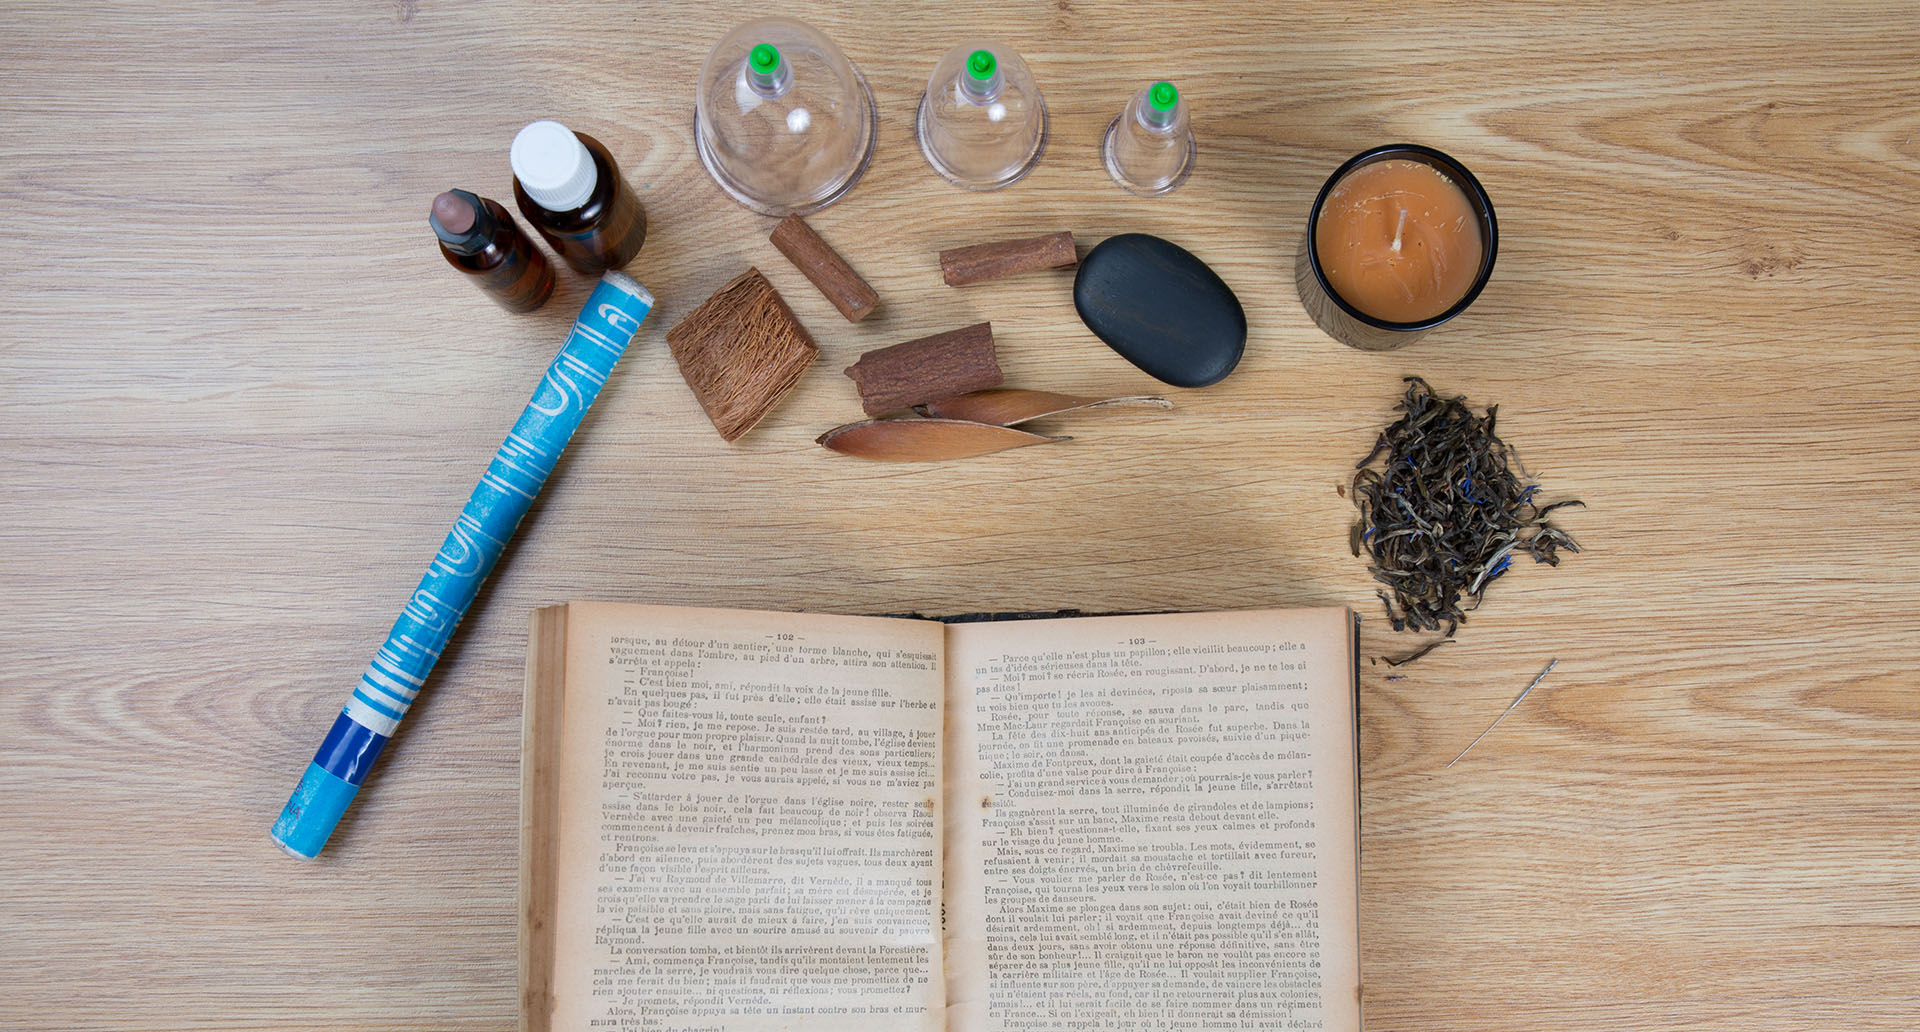 — 102 —
lorsque, au détour d'un sentier, une forme blanche, qui s'esquissait
vaguement dans l'ombre, au pied d'un arbre, attira son attention. Il
s'arrêta et appela :
— Françoise !
— C'est bien moi, ami, répondit la voix de la jeune fille.
En quelques pas, il fut près d'elle ; elle était assise sur l'herbe et
n'avait pas bougé :
— Que faites-vous là, toute seule, enfant ?
— Moi ? rien, je me repose. Je suis restée tard, au village, à jouer
de l'orgue pour mon propre plaisir. Quand la nuit tombe, l'église devient
énorme dans le noir, et l'harmonium prend des sons particuliers ;
je crois jouer dans une grande cathédrale des vieux, vieux temps...
En revenant, je me suis sentie un peu lasse et je me suis assise ici...
J'ai reconnu votre pas, je vous aurais appelé, si vous ne m'aviez pas
aperçue.
— S'attarder à jouer de l'orgue dans l'église noire, rester seule
assise dans le bois noir, cela fait beaucoup de noir ! observa Raoul
Vernède avec une gaieté un peu mélancolique ; et puis les soirées
commencent à devenir fraîches, prenez mon bras, si vous êtes fatiguée,
et rentrons.
Françoise se leva et s'appuya sur le bras qu'il lui offrait. Ils marchèrent
d'abord en silence, puis abordèrent des sujets vagues, tous deux ayant
d'une façon visible l'esprit ailleurs.
— J'ai vu Raymond de Villemarre, dit Vernède, il a manqué tous
ses examens avec un ensemble parfait ; sa mère est désespérée, et je
crois qu'elle va prendre le sage parti de lui laisser mener à la campagne
la vie paisible et sans gloire, mais sans fatigue, qu'il rêve uniquement.
— C'est ce qu'elle aurait de mieux à faire, j'en suis convaincue,
répliqua la jeune fille avec un sourire amusé au souvenir du pauvre
Raymond.
La conversation tomba, et bientôt ils arrivèrent devant la Forestière.
— Ami, commença Françoise, tandis qu'ils montaient lentement les
marches de la serre, je voudrais vous dire quelque chose, parce que...
cela me ferait du bien ; mais il faudrait que vous me promettiez de ne
rien ajouter ensuite... ni questions, ni réflexions ; vous promettez ?
— Je promets, répondit Vernède.
Alors, Françoise appuya sa tête un instant contre son bras et mur-
mura très bas :
— J'ai bien du chagrin !
— 103 —
— Parce qu'elle n'est plus un papillon ; elle vieillit beaucoup ; elle a
un tas d'idées sérieuses dans la tête.
— Moi ? moi ? se récria Rosée, en rougissant. D'abord, je ne te les ai
pas dites !
— Qu'importe ! je les ai devinées, riposta sa sœur plaisamment ;
tu vois bien que tu les avoues.
Rosée, pour toute réponse, se sauva dans le parc, tandis que
Mme Mac-Laur regardait Françoise en souriant.
La fête des dix-huit ans anticipés de Rosée fut superbe. Dans la
journée, on fit une promenade en bateaux pavoisés, suivie d'un pique-
nique ; le soir, on dansa.
Maxime de Fontpreux, dont la gaieté était coupée d'accès de mélan-
colie, profita d'une valse pour dire à Françoise :
— J'ai un grand service à vous demander ; où pourrais-je vous parler ?
— Conduisez-moi dans la serre, répondit la jeune fille, s'arrêtant
aussitôt.
Ils gagnèrent la serre, tout illuminée de girandoles et de lampions ;
Françoise s'assit sur un banc, Maxime resta debout devant elle.
— Eh bien ? questionna-t-elle, fixant ses yeux calmes et profonds
sur le visage du jeune homme.
Mais, sous ce regard, Maxime se troubla. Les mots, évidemment, se
refusaient à venir ; il mordait sa moustache et tortillait avec fureur,
entre ses doigts énervés, un brin de chèvrefeuille.
— Vous vouliez me parler de Rosée, n'est-ce pas ? dit lentement
Françoise, qui tourna les yeux vers le salon où l'on voyait tourbillonner
les groupes de danseurs.
Alors Maxime se plongea dans son sujet : oui, c'était bien de Rosée
dont il voulait lui parler ; il voyait que Françoise avait deviné ce qu'il
désirait ardemment, oh ! si ardemment, depuis longtemps déjà... du
moins, cela lui avait semblé long, et il n'était pas possible qu'il s'en allât,
dans deux jours, sans avoir obtenu une réponse définitive, sans être
sûr de son bonheur !... Il craignait que le baron ne voulût pas encore se
séparer de sa plus jeune fille, qu'il ne lui opposât les inconvénients de
la carrière militaire et l'âge de Rosée... Il voulait supplier Françoise,
si influente sur son père, d'appuyer sa demande, de vaincre les obstacles
qui n'étaient pas réels, au fond, car il ne retournerait plus aux colonies,
jamais !... et il lui serait facile de se faire nommer dans un régiment
en France... Si on l'exigeait, eh bien ! il donnerait sa démission !
Françoise se rappela le jour où le jeune homme lui avait déclaré